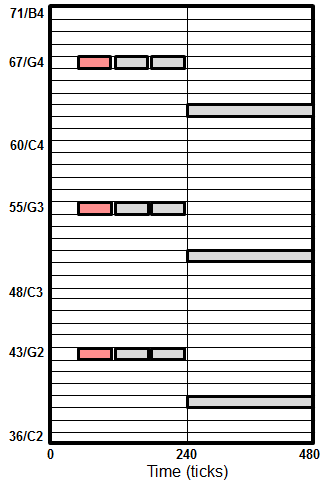 71/B4
67/G4
60/C4
55/G3
48/C3
43/G2
36/C2
0 240 480
Time (ticks)